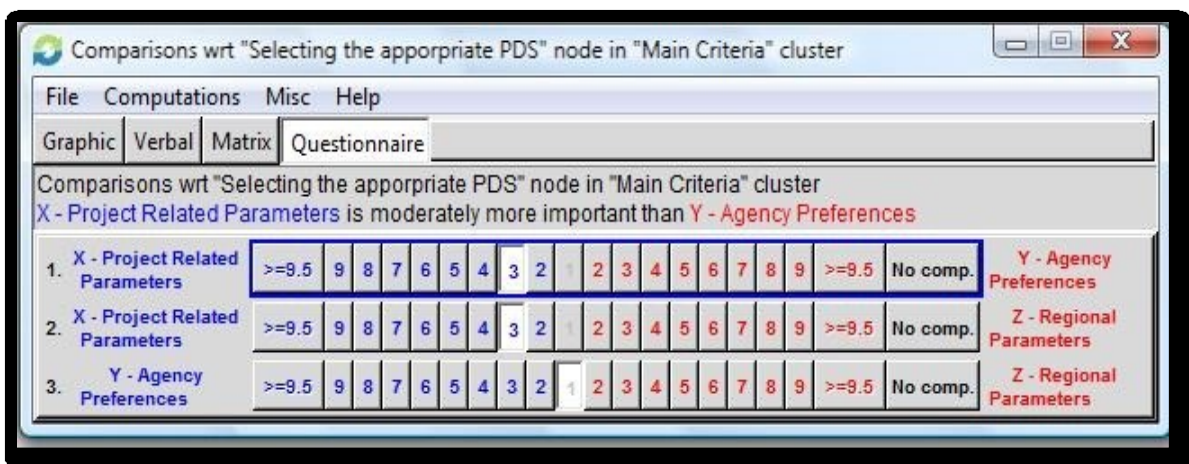 Comparisons wrt "Selecting the apporpriate PDS" node in "Main Criteria" cluster
File Computations Misc Help
Graphic Verbal Matrix Questionnaire
Comparisons wrt "Selecting the apporpriate PDS" node in "Main Criteria" cluster
X - Project Related Parameters is moderately more important than Y - Agency Preferences
1. X - Project Related Parameters >=9.5 9 8 7 6 5 4 3 2 1 2 3 4 5 6 7 8 9 >=9.5 No comp. Y - Agency Preferences
2. X - Project Related Parameters >=9.5 9 8 7 6 5 4 3 2 1 2 3 4 5 6 7 8 9 >=9.5 No comp. Z - Regional Parameters
3. Y - Agency Preferences >=9.5 9 8 7 6 5 4 3 2 1 2 3 4 5 6 7 8 9 >=9.5 No comp. Z - Regional Parameters